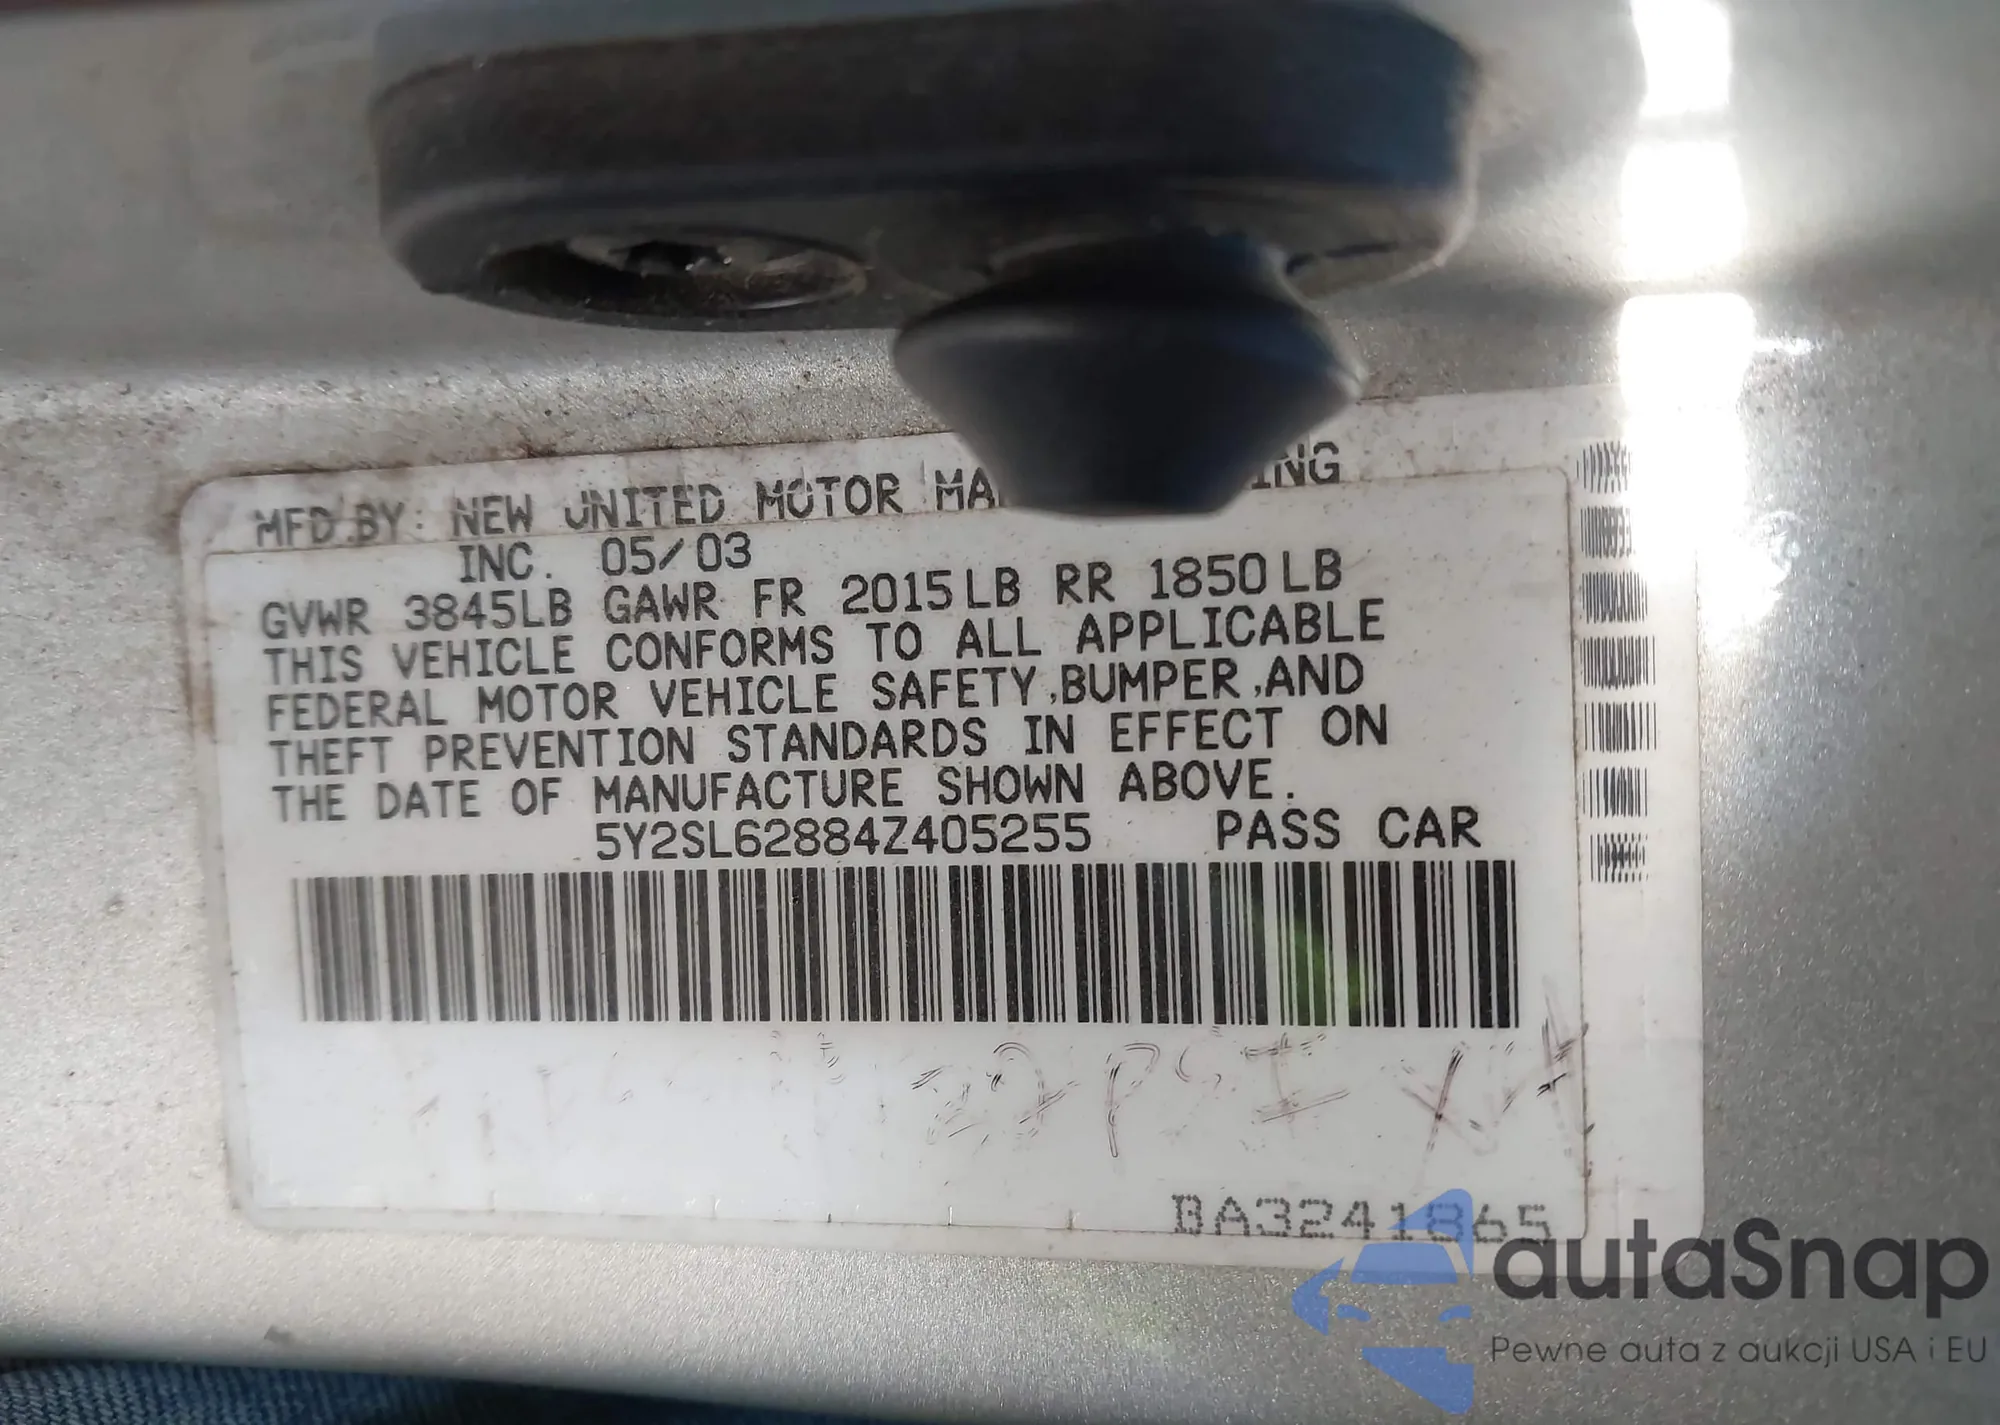 MFD.BY: NEW UNITED MOTOR MA ING
INC. 05/03
GVWR 3845LB GAWR FR 2015LB RR 1850LB
THIS VEHICLE CONFORMS TO ALL APPLICABLE
FEDERAL MOTOR VEHICLE SAFETY,BUMPER,AND
THEFT PREVENTION STANDARDS IN EFFECT ON
THE DATE OF MANUFACTURE SHOWN ABOVE.
5Y2SL62884Z405255 PASS CAR
PSI
BA3241865
autaSnap
Pewne auta z aukcji USA i EU